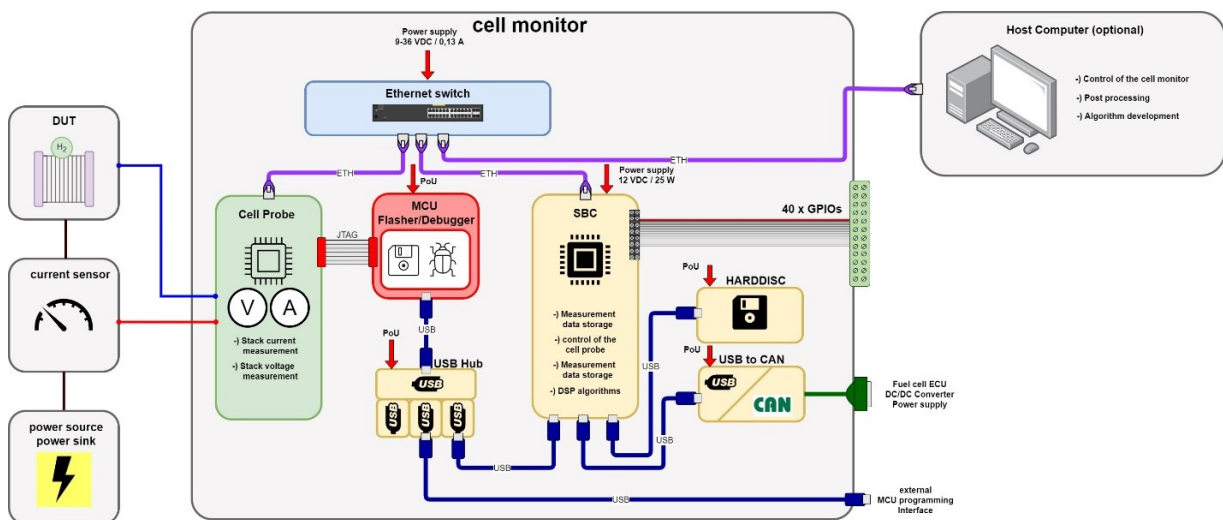 cell monitor
Power supply
9-36 VDC / 0,13 A
Ethernet switch
Host Computer (optional)
-) Control of the cell monitor
-) Post processing
-) Algorithm development
DUT
H2
ETH
ETH
ETH
PoU
Power supply
12 VDC / 25 W
Cell Probe
V
A
-) Stack current
measurement
-) Stack voltage
measurement
JTAG
MCU
Flasher/Debugger
SBC
-) Measurement
data storage
-) control of the
cell probe
-) Measurement
data storage
-) DSP algorithms
40 x GPIOs
current sensor
PoU
HARDDISC
USB
PoU
USB Hub
USB
USB
USB
USB
USB
PoU
USB to CAN
USB
CAN
Fuel cell ECU
DC/DC Converter
Power supply
power source
power sink
USB
USB
USB
USB
external
MCU programming
Interface